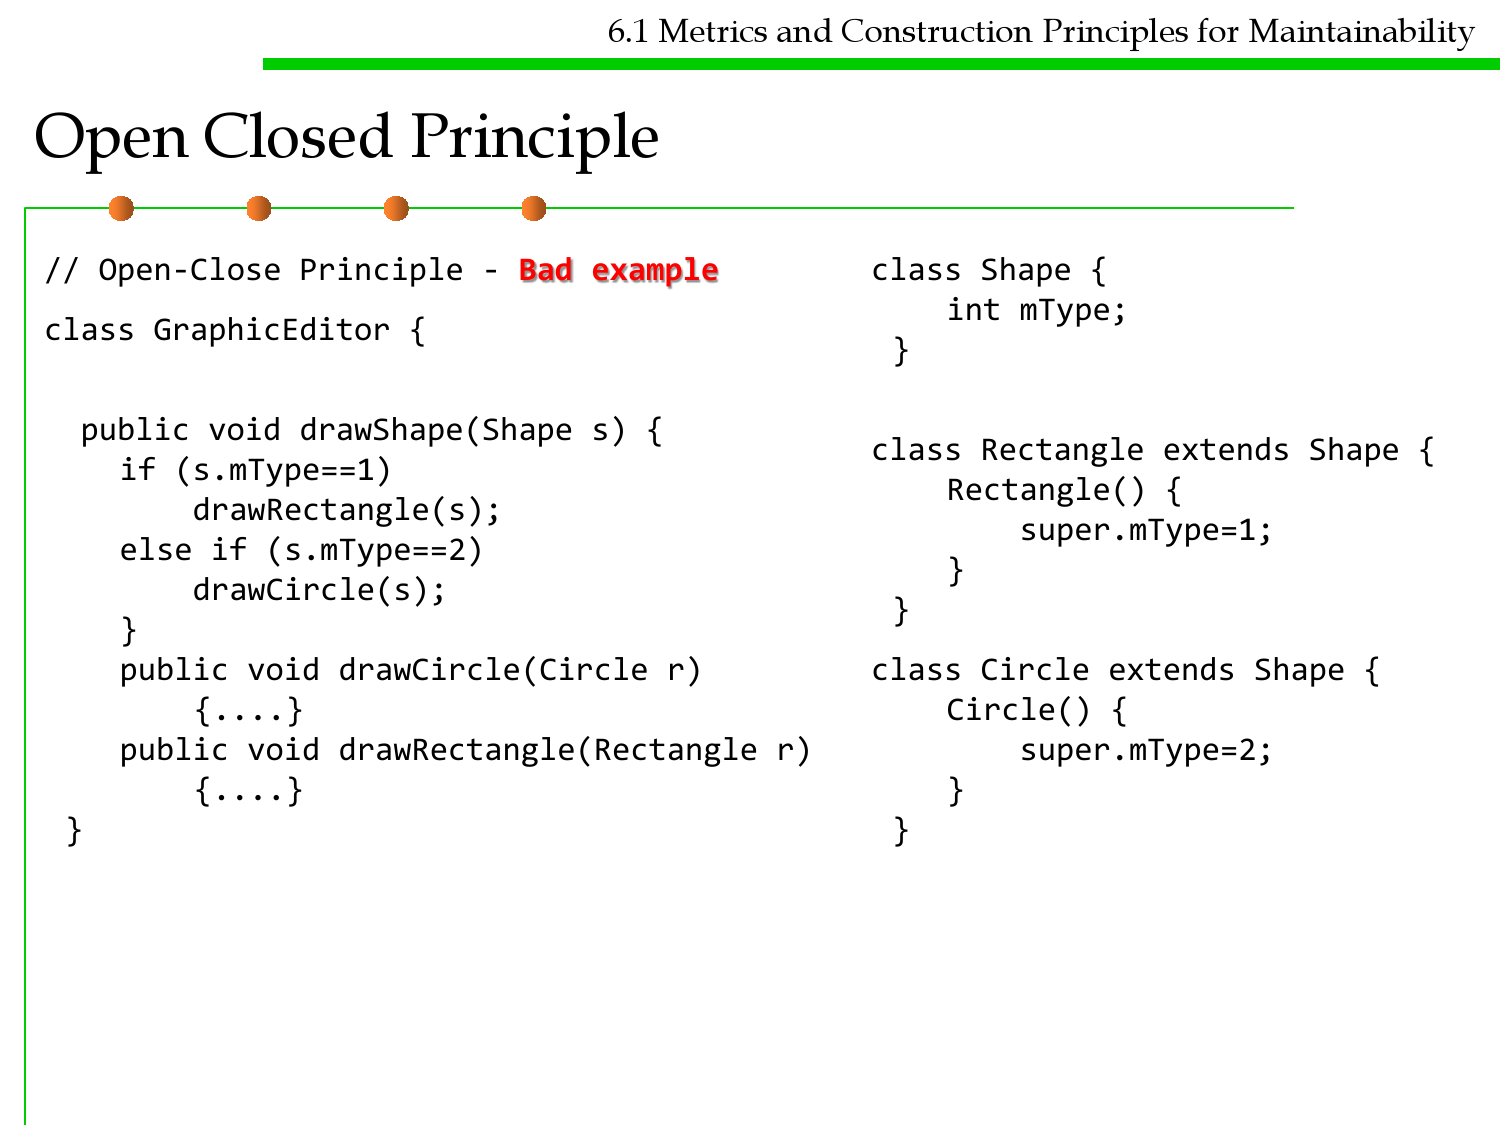 6.1 Metrics and Construction Principles for Maintainability
Open Closed Principle
// Open-Close Principle - Bad example
class GraphicEditor {
public void drawShape(Shape s) {
if (s.mType==1)
drawRectangle(s);
else if (s.mType==2)
drawCircle(s);
}
public void drawCircle(Circle r)
{....}
public void drawRectangle(Rectangle r)
{....}
}
class Shape {
int mType;
}
class Rectangle extends Shape {
Rectangle() {
super.mType=1;
}
}
class Circle extends Shape {
Circle() {
super.mType=2;
}
}